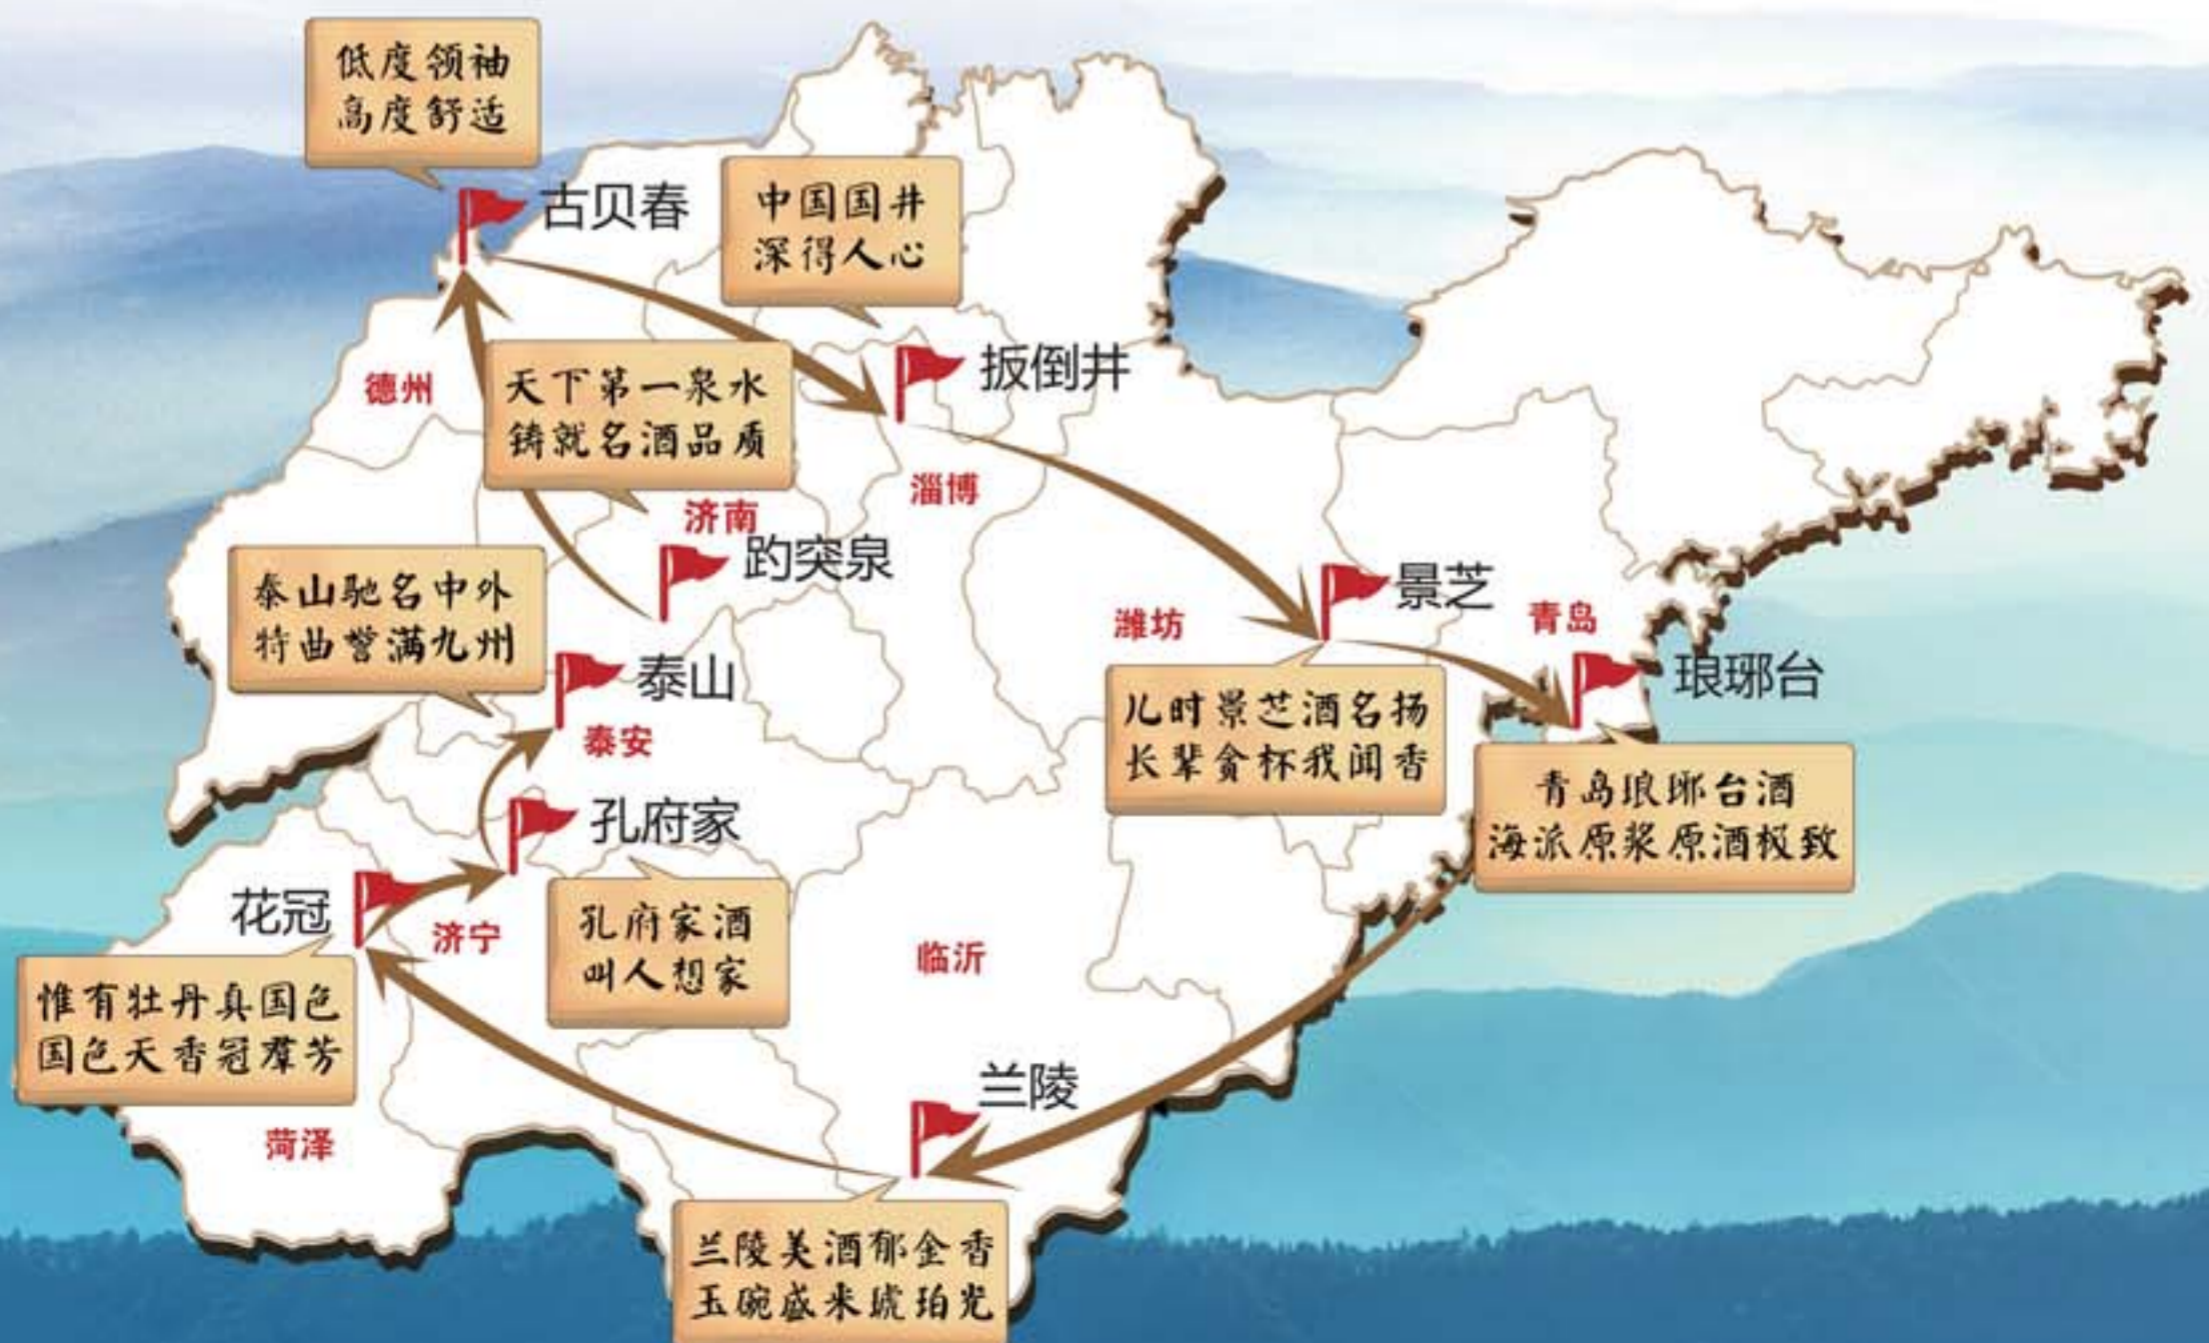 低度领袖
高度舒适
古贝春
中国国井
深得人心
扳倒井
德州
天下第一泉水
铸就名酒品质
济南
趵突泉
淄博
泰山驰名中外
特曲誉满九州
泰山
泰安
景芝
潍坊
青岛
琅琊台
儿时景芝酒名扬
长辈贪杯我闻香
青岛琅琊台酒
海派原浆原酒极致
孔府家
花冠
济宁
孔府家酒
叫人想家
临沂
惟有牡丹真国色
国色天香冠群芳
菏泽
兰陵
兰陵美酒郁金香
玉碗盛来琥珀光